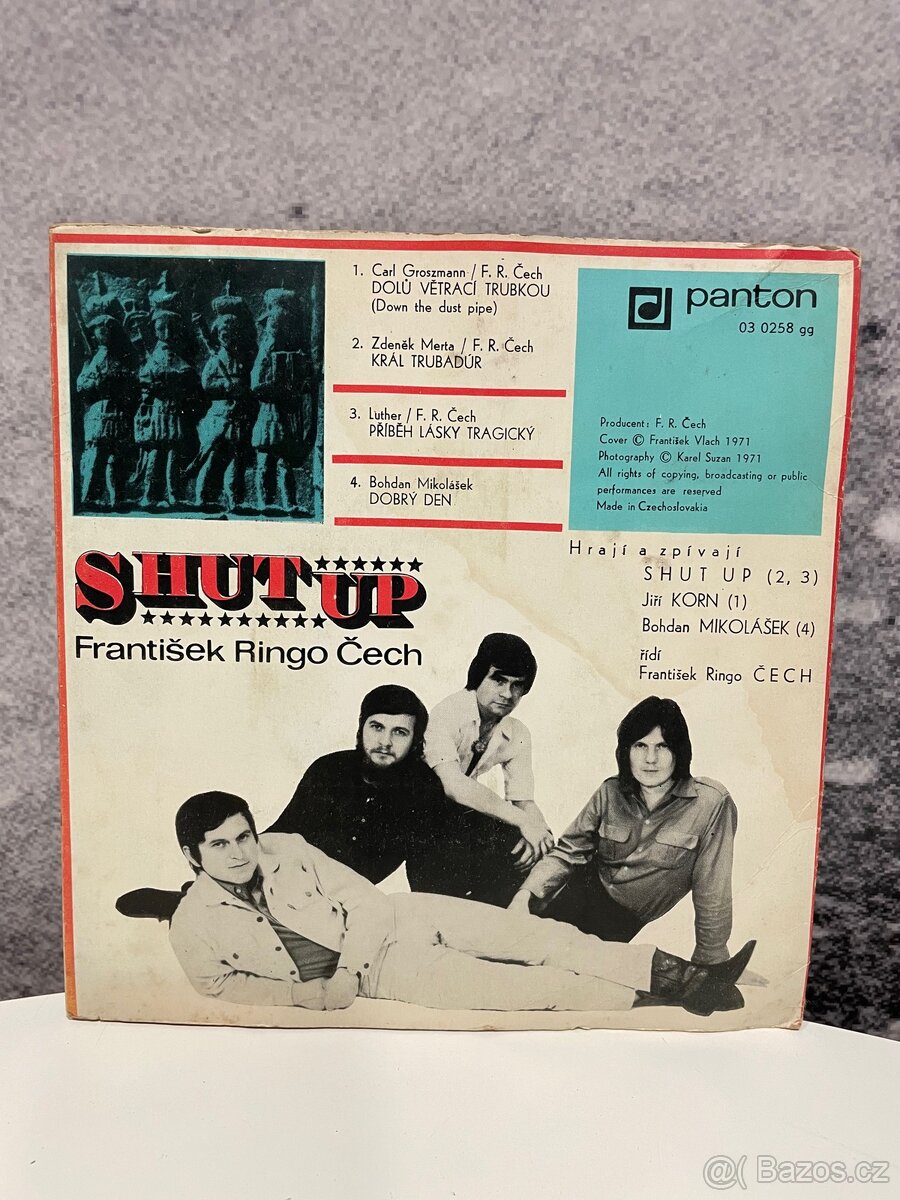 1. Carl Groszmann / F. R. Čech
DOLŮ VĚTRACÍ TRUBKOU
(Down the dust pipe)
2. Zdeněk Merta / F. R. Čech
KRÁL TRUBADÚR
3. Luther / F. R. Čech
PŘÍBĚH LÁSKY TRAGICKÝ
4. Bohdan Mikolášek
DOBRÝ DEN
panton
03 0258 gg
Producent: F. R. Čech
Cover © František Vlach 1971
Photography © Karel Suzan 1971
All rights of copying, broadcasting or public
performances are reserved
Made in Czechoslovakia
SHUT UP
František Ringo Čech
Hrají a zpívají
SHUT UP (2, 3)
Jiří KORN (1)
Bohdan MIKOLÁŠEK (4)
řídí
František Ringo ČECH
@( Bazos.cz